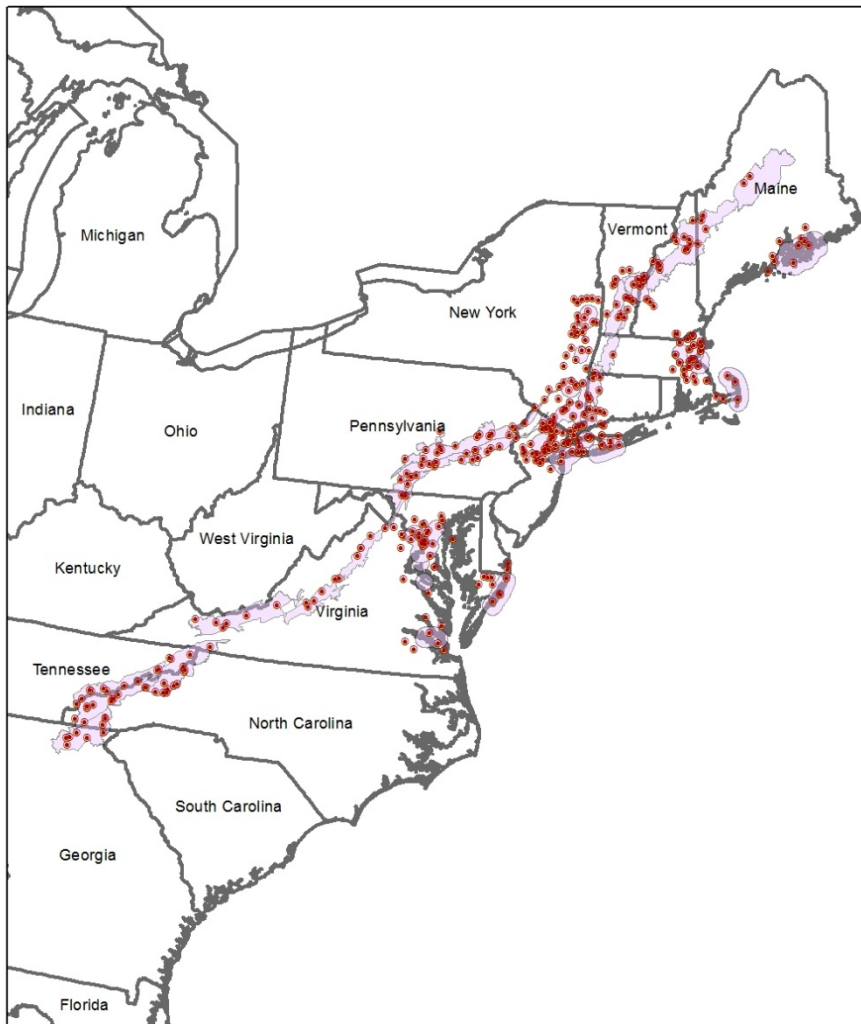 Maine
Michigan
Vermont
New York
Indiana
Ohio
Pennsylvania
West Virginia
Kentucky
Virginia
Tennessee
North Carolina
South Carolina
Georgia
Florida